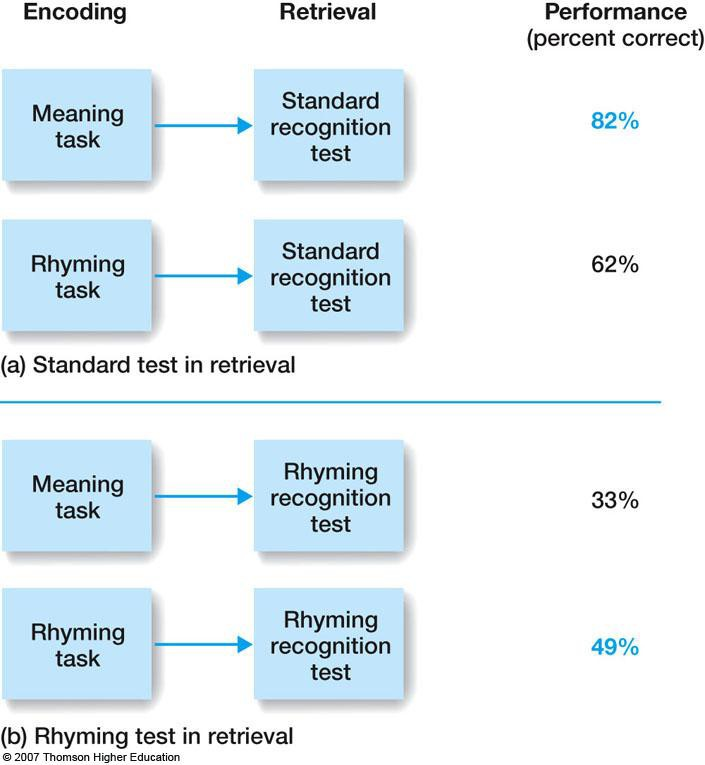 Encoding Retrieval Performance
(percent correct)
Meaning
task
Standard
recognition
test
82%
Rhyming
task
Standard
recognition
test
62%
(a) Standard test in retrieval
Meaning
task
Rhyming
recognition
test
33%
Rhyming
task
Rhyming
recognition
test
49%
(b) Rhyming test in retrieval
© 2007 Thomson Higher Education